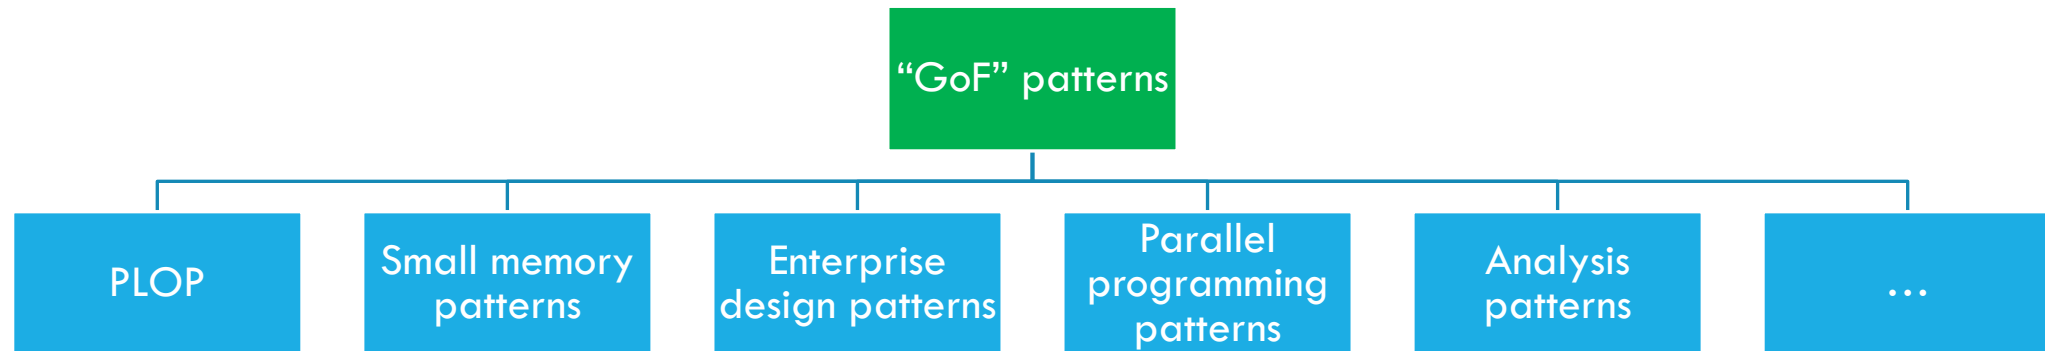 “GoF” patterns
PLOP
Small memory
patterns
Enterprise
design patterns
Parallel
programming
patterns
Analysis
patterns
…